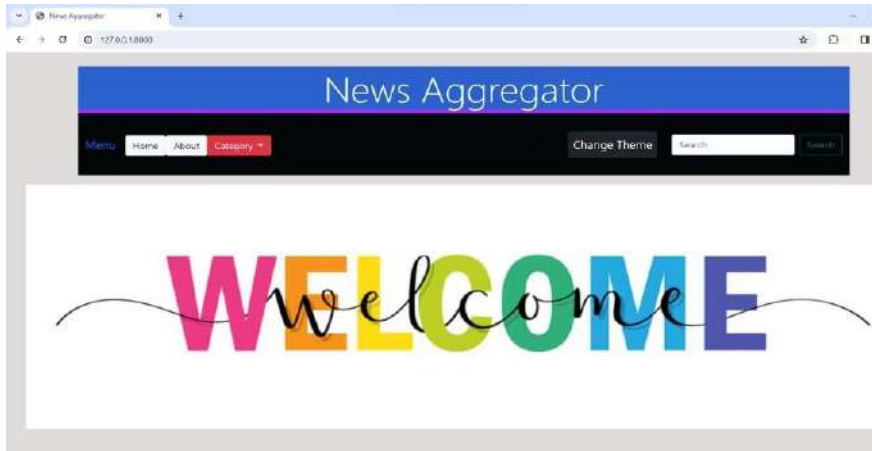 News Aggregator
127.0.0.1:8000
News Aggregator
Menu Home About Category Change Theme Search Search
WELCOME
welcome